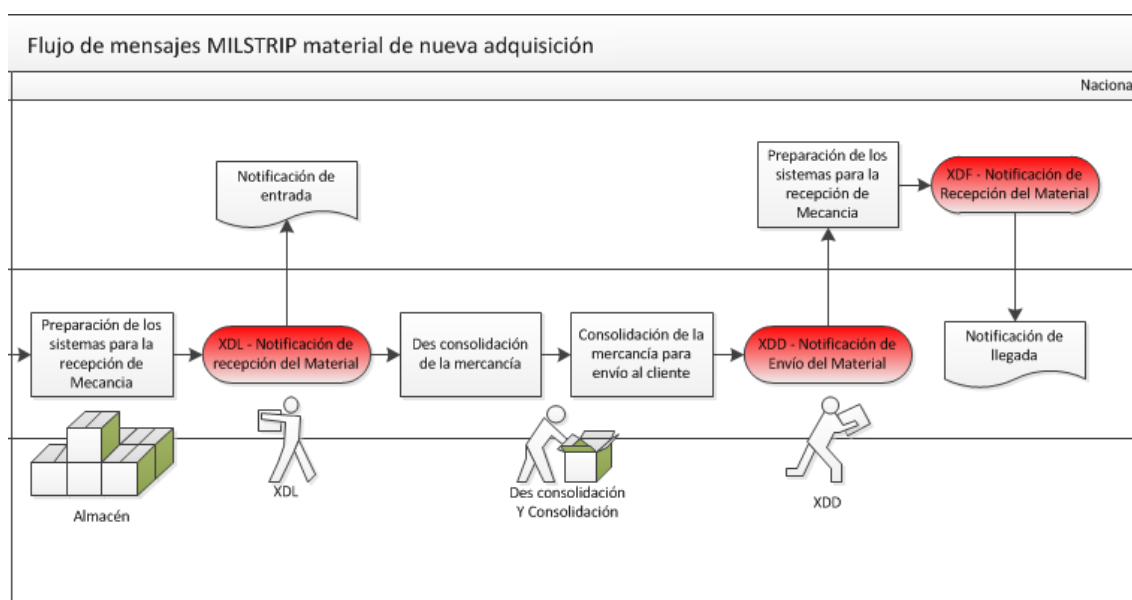 Flujo de mensajes MILSTRIP material de nueva adquisición
Naciona
Notificación de
entrada
Preparación de los
sistemas para la
recepción de
Mecancia
XDF - Notificación de
Recepción del Material
Preparación de los
sistemas para la
recepción de
Mecancia
XDL - Notificación de
recepción del Material
Des consolidación
de la mercancía
Consolidación de la
mercancía para
envío al cliente
XDD - Notificación de
Envío del Material
Notificación de
llegada
Almacén
XDL
Des consolidación
Y Consolidación
XDD